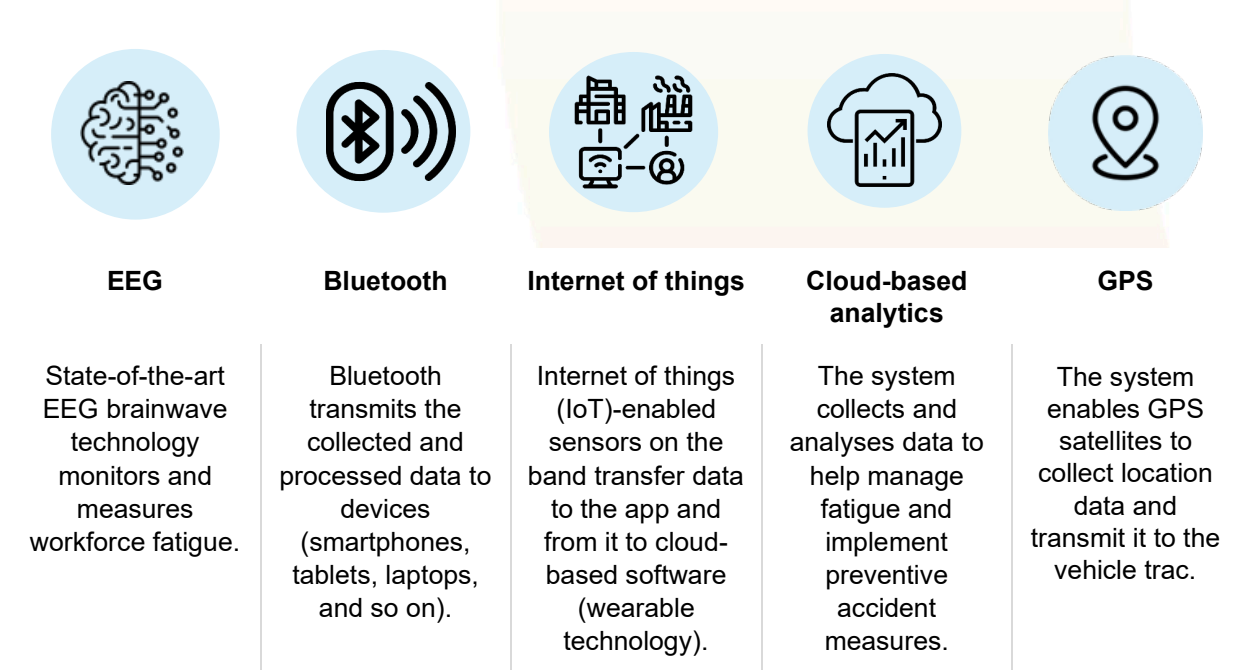 EEG
State-of-the-art
EEG brainwave
technology
monitors and
measures
workforce fatigue.
Bluetooth
Bluetooth
transmits the
collected and
processed data to
devices
(smartphones,
tablets, laptops,
and so on).
Internet of things
Internet of things
(IoT)-enabled
sensors on the
band transfer data
to the app and
from it to cloud-
based software
(wearable
technology).
Cloud-based
analytics
The system
collects and
analyses data to
help manage
fatigue and
implement
preventive
accident
measures.
GPS
The system
enables GPS
satellites to
collect location
data and
transmit it to the
vehicle trac.